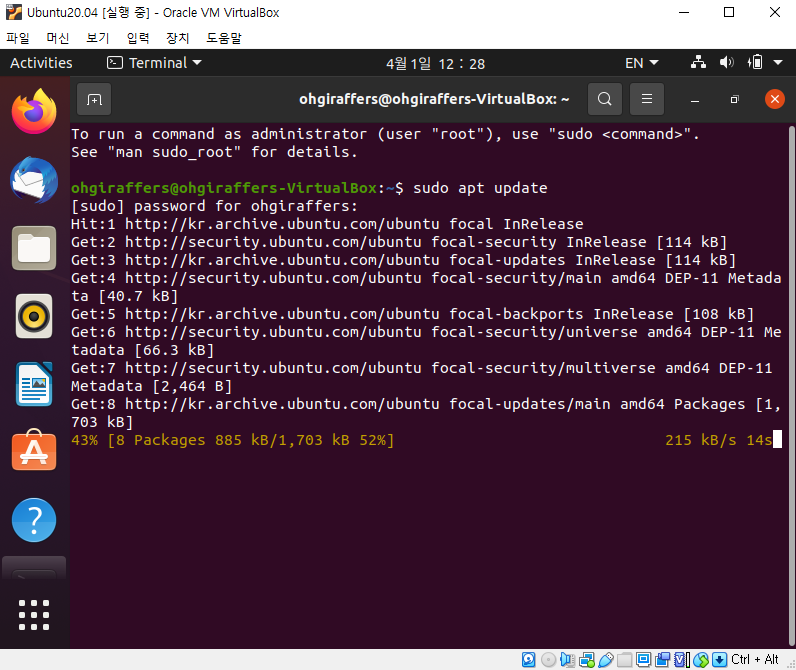 Ubuntu20.04 [실행 중] - Oracle VM VirtualBox
파일 머신 보기 입력 장치 도움말
Activities Terminal 4월 1일 12 : 28 EN
ohgiraffers@ohgiraffers-VirtualBox: ~
To run a command as administrator (user "root"), use "sudo <command>".
See "man sudo_root" for details.
ohgiraffers@ohgiraffers-VirtualBox:~$ sudo apt update
[sudo] password for ohgiraffers:
Hit:1 http://kr.archive.ubuntu.com/ubuntu focal InRelease
Get:2 http://security.ubuntu.com/ubuntu focal-security InRelease [114 kB]
Get:3 http://kr.archive.ubuntu.com/ubuntu focal-updates InRelease [114 kB]
Get:4 http://security.ubuntu.com/ubuntu focal-security/main amd64 DEP-11 Metada
ta [40.7 kB]
Get:5 http://kr.archive.ubuntu.com/ubuntu focal-backports InRelease [108 kB]
Get:6 http://security.ubuntu.com/ubuntu focal-security/universe amd64 DEP-11 Me
tadata [66.3 kB]
Get:7 http://security.ubuntu.com/ubuntu focal-security/multiverse amd64 DEP-11
Metadata [2,464 B]
Get:8 http://kr.archive.ubuntu.com/ubuntu focal-updates/main amd64 Packages [1,
703 kB]
43% [8 Packages 885 kB/1,703 kB 52%] 215 kB/s 14s
Ctrl + Alt